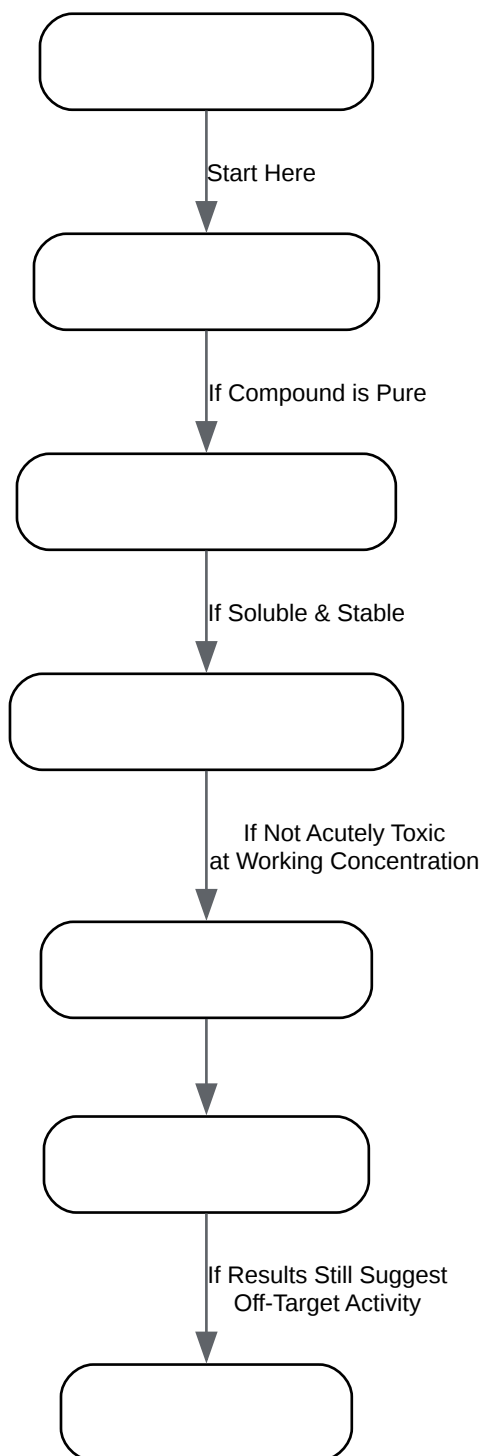 Start Here
If Compound is Pure
If Soluble & Stable
If Not Acutely Toxic
at Working Concentration
If Results Still Suggest
Off-Target Activity